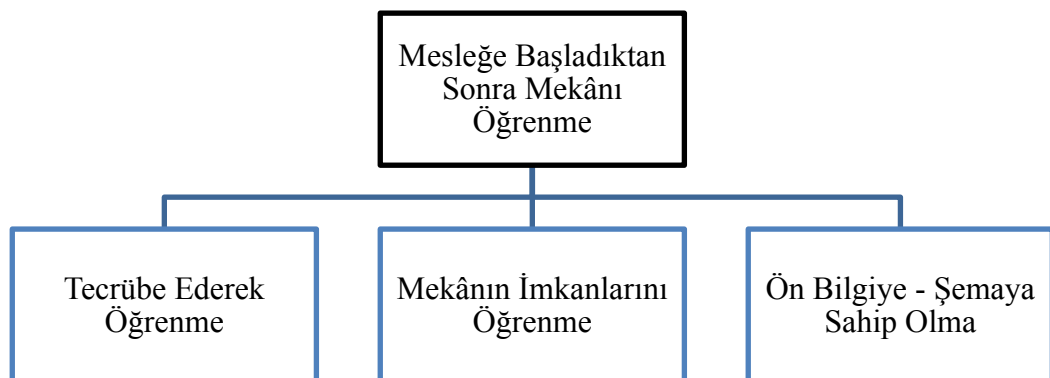 Mesleğe Başladıktan
Sonra Mekânı
Öğrenme
Tecrübe Ederek
Öğrenme
Mekânın İmkanlarını
Öğrenme
Ön Bilgiye - Şemaya
Sahip Olma